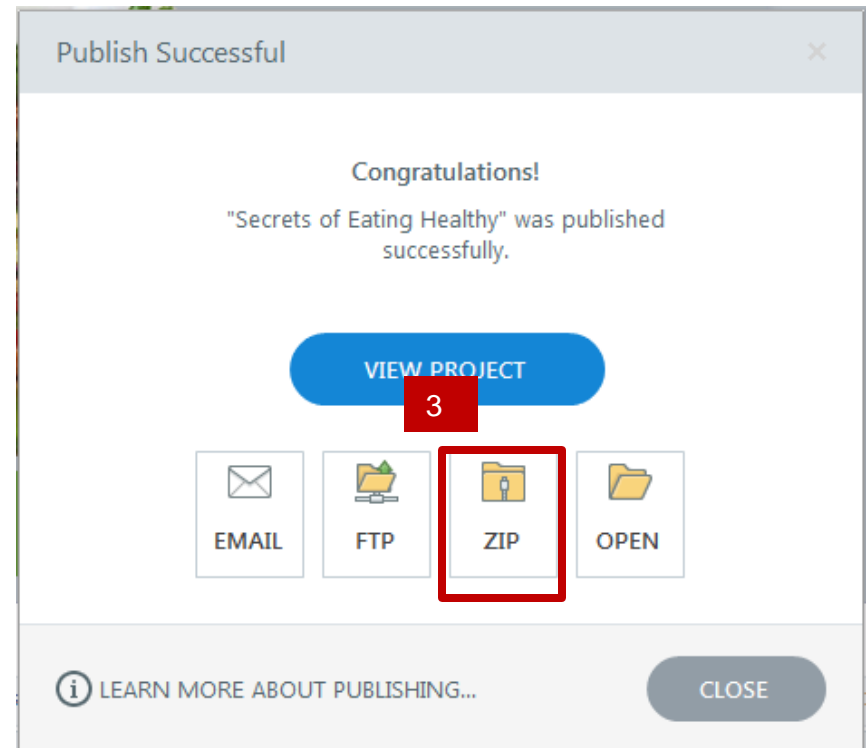 Publish Successful
Congratulations!
"Secrets of Eating Healthy" was published
successfully.
VIEW PROJECT
3
EMAIL FTP ZIP OPEN
LEARN MORE ABOUT PUBLISHING...
CLOSE